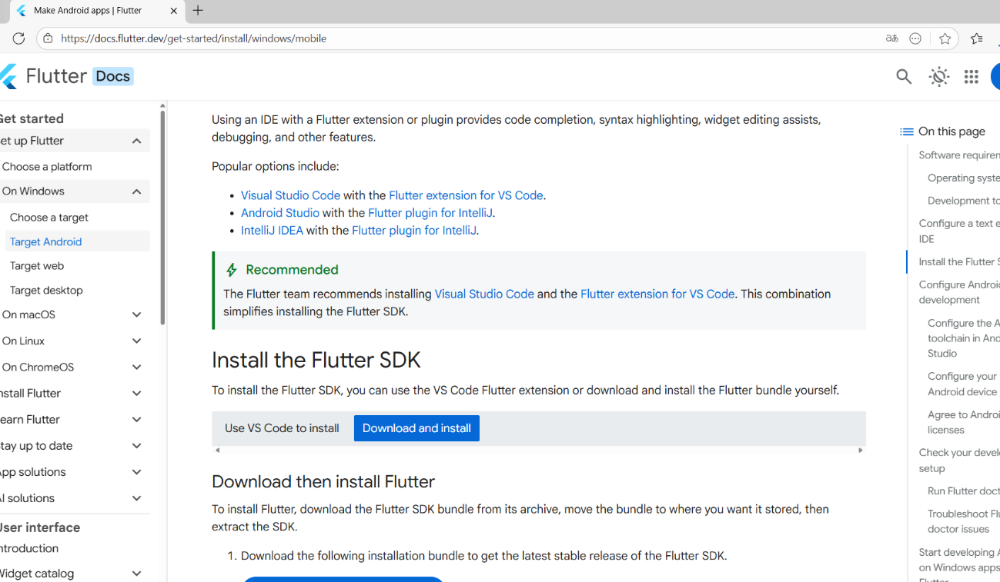 Make Android apps | Flutter
https://docs.flutter.dev/get-started/install/windows/mobile
aあ
Flutter Docs
Get started
et up Flutter
Choose a platform
On Windows
Choose a target
Target Android
Target web
Target desktop
On macOS
On Linux
On ChromeOS
nstall Flutter
earn Flutter
tay up to date
pp solutions
I solutions
User interface
ntroduction
Widget catalog
Using an IDE with a Flutter extension or plugin provides code completion, syntax highlighting, widget editing assists,
debugging, and other features.
Popular options include:
• Visual Studio Code with the Flutter extension for VS Code.
• Android Studio with the Flutter plugin for IntelliJ.
• IntelliJ IDEA with the Flutter plugin for IntelliJ.
Recommended
The Flutter team recommends installing Visual Studio Code and the Flutter extension for VS Code. This combination
simplifies installing the Flutter SDK.
Install the Flutter SDK
To install the Flutter SDK, you can use the VS Code Flutter extension or download and install the Flutter bundle yourself.
Use VS Code to install Download and install
Download then install Flutter
To install Flutter, download the Flutter SDK bundle from its archive, move the bundle to where you want it stored, then
extract the SDK.
1. Download the following installation bundle to get the latest stable release of the Flutter SDK.
On this page
Software requiren
Operating syste
Development to
Configure a text e
IDE
Install the Flutter S
Configure Androi
development
Configure the A
toolchain in And
Studio
Configure your
Android device
Agree to Androi
licenses
Check your devel
setup
Run Flutter doct
Troubleshoot Flu
doctor issues
Start developing A
on Windows apps
Flutter